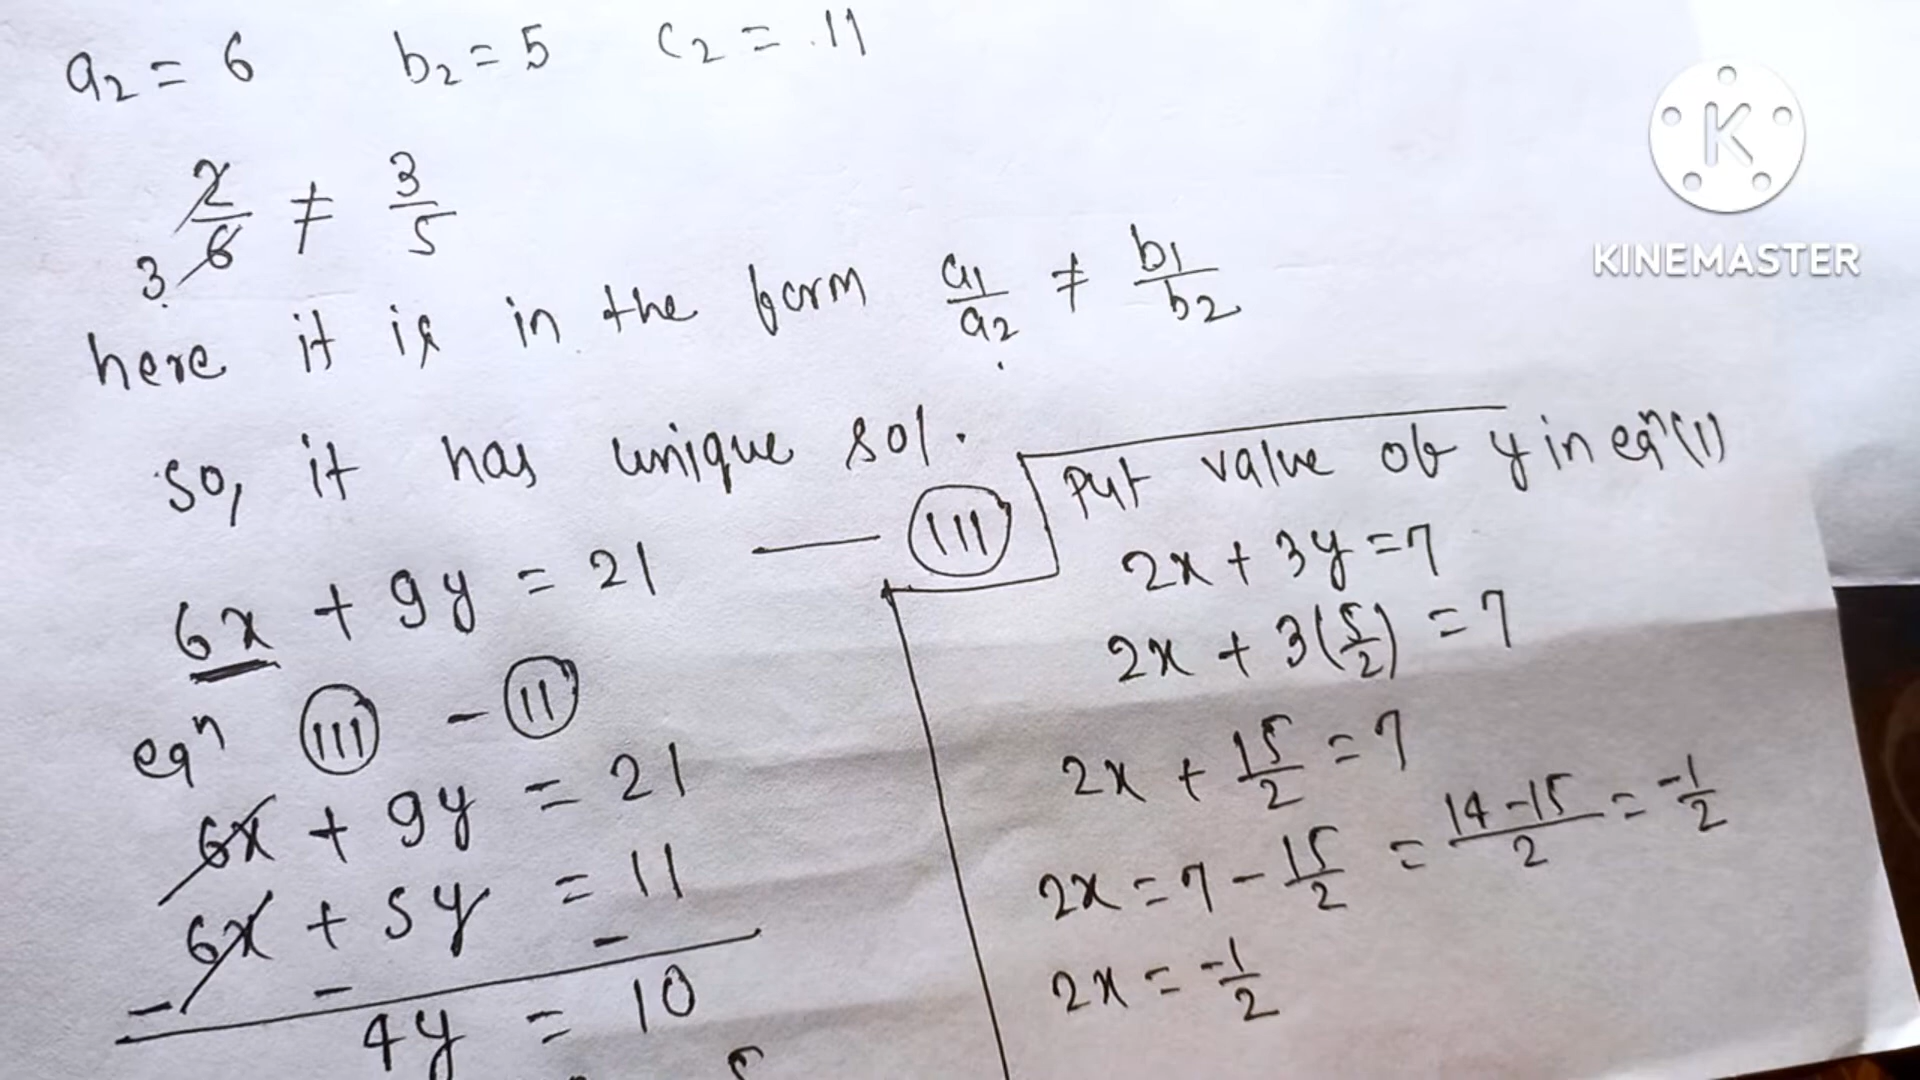 a2 = 6 b2 = 5 c2 = 11
2/6 ≠ 3/5
3
here it is in the form a1/a2 ≠ b1/b2
so, it has unique sol.
6x + 9y = 21 — (III)
eqn (III) - (II)
6x + 9y = 21
6x + 5y = 11
- - -
4y = 10
Put value of y in eqn (1)
2x + 3y = 7
2x + 3(5/2) = 7
2x + 15/2 = 7
2x = 7 - 15/2 = 14-15/2 = -1/2
2x = -1/2
K
KINEMASTER